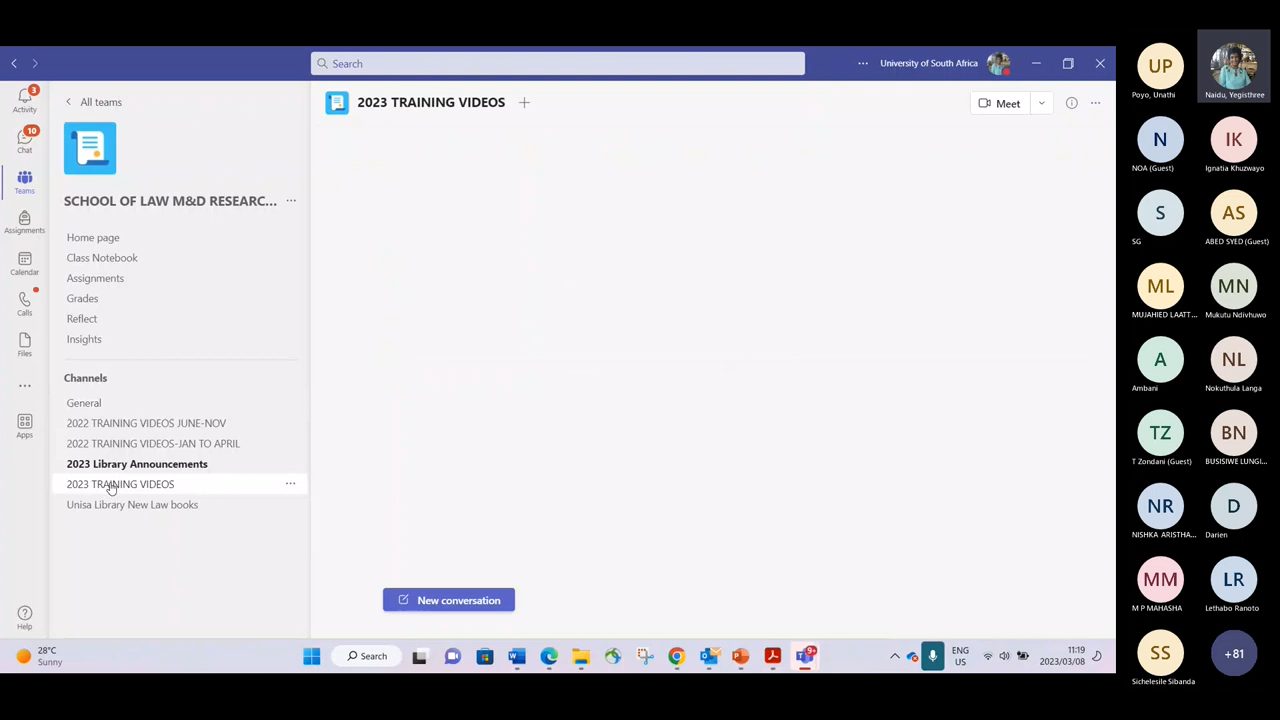 Search
University of South Africa
All teams
2023 TRAINING VIDEOS
Meet
3
Activity
10
Chat
Teams
Assignments
Calendar
Calls
Files
Apps
Help
SCHOOL OF LAW M&D RESEARC...
Home page
Class Notebook
Assignments
Grades
Reflect
Insights
Channels
General
2022 TRAINING VIDEOS JUNE-NOV
2022 TRAINING VIDEOS-JAN TO APRIL
2023 Library Announcements
2023 TRAINING VIDEOS
Unisa Library New Law books
New conversation
28°C
Sunny
Search
9+
ENG
US
11:19
2023/03/08
UP
Poyo, Unathi
Naidu, Yegisthree
N
NOA (Guest)
IK
Ignatia Khuzwayo
S
SG
AS
ABED SYED (Guest)
ML
MUJAHIED LAATT...
MN
Mukutu Ndivhuwo
A
Ambani
NL
Nokuthula Langa
TZ
T Zondani (Guest)
BN
BUSISIWE LUNGI...
NR
NISHKA ARISTHA...
D
Darien
MM
M P MAHASHA
LR
Lethabo Ranoto
SS
Sichelesile Sibanda
+81